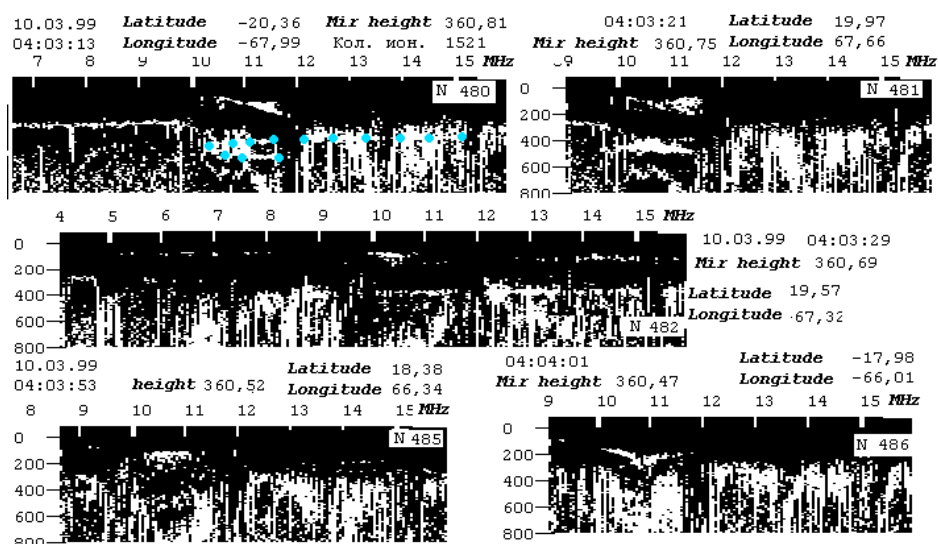 10.03.99 Latitude -20,36 Mir height 360,81
04:03:13 Longitude -67,99 Кол. ион. 1521
7 8 9 10 11 12 13 14 15 MHz
N 480
04:03:21 Latitude 19,97
Mir height 360,75 Longitude 67,66
9 10 11 12 13 14 15 MHz
N 481
0
200
400
600
800
4 5 6 7 8 9 10 11 12 13 14 15 MHz
0
200
400
600
800
N 482
10.03.99 04:03:29
Mir height 360,69
Latitude 19,57
Longitude -67,32
10.03.99 Latitude 18,38
04:03:53 height 360,52 Longitude 66,34
8 9 10 11 12 13 14 15 MHz
N 485
0
200
400
600
800
04:04:01 Latitude -17,98
Mir height 360,47 Longitude -66,01
9 10 11 12 13 14 15 MHz
N 486
0
200
400
600
800